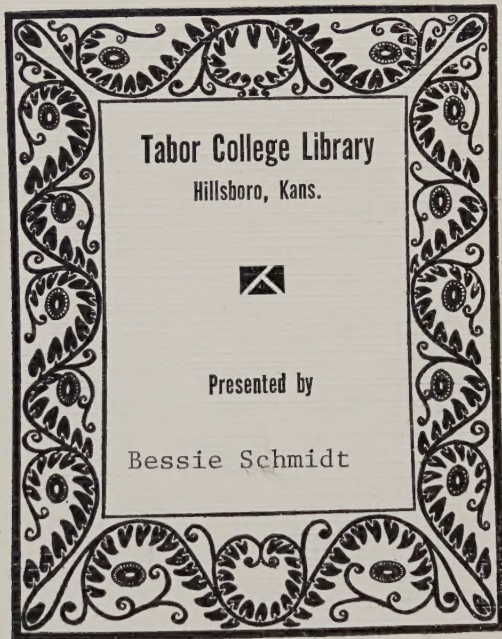 Tabor College Library
Hillsboro, Kans.
Presented by
Bessie Schmidt